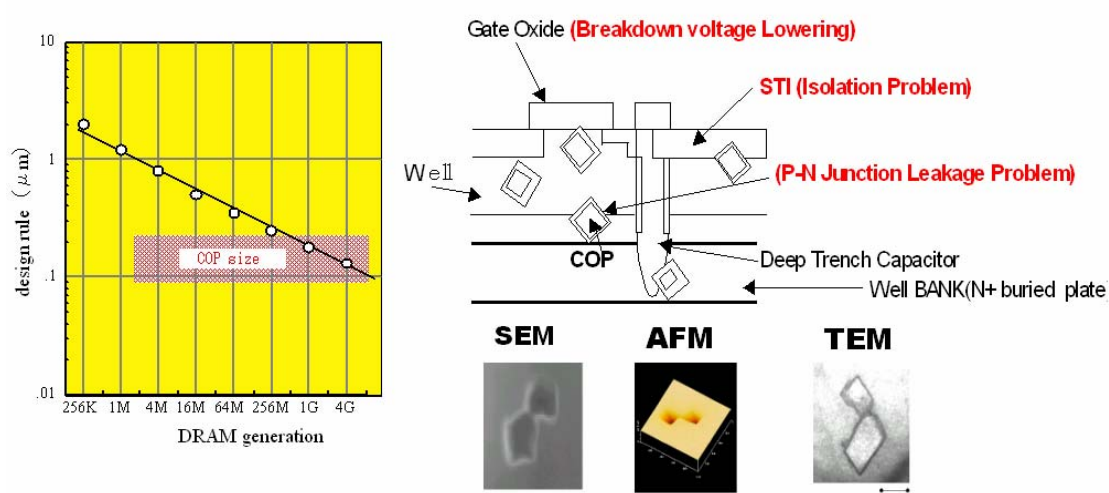 10
1
.1
.01
design rule (μm)
COP size
256K 1M 4M 16M 64M 256M 1G 4G
DRAM generation
Gate Oxide (Breakdown voltage Lowering)
STI (Isolation Problem)
Well
(P-N Junction Leakage Problem)
COP
Deep Trench Capacitor
Well BANK(N+ buried plate)
SEM AFM TEM